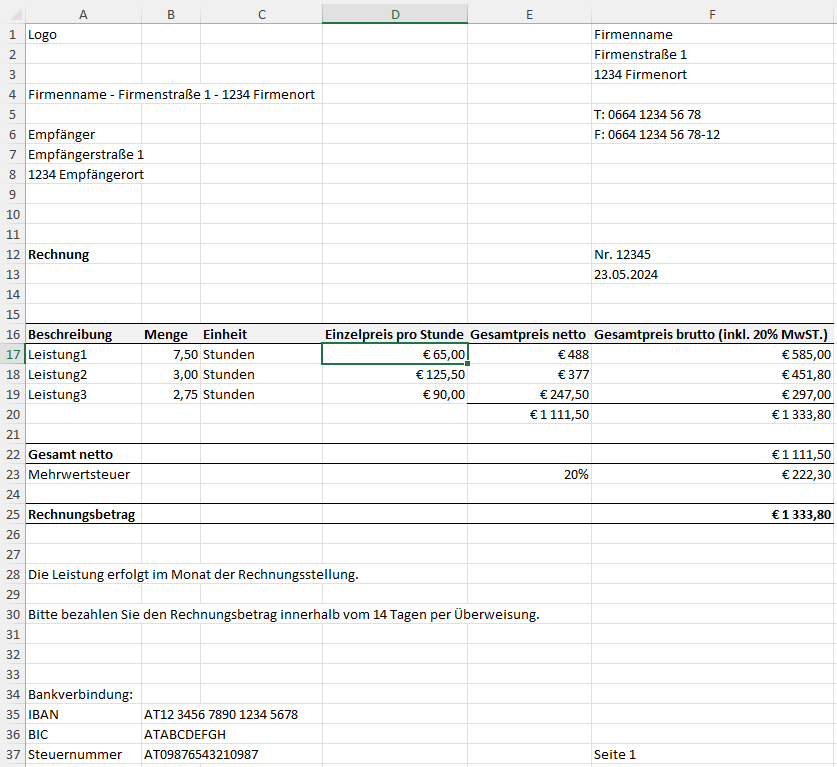 A B C D E F
1 Logo Firmenname
2 Firmenstraße 1
3 1234 Firmenort
4 Firmenname - Firmenstraße 1 - 1234 Firmenort
5 T: 0664 1234 56 78
6 Empfänger F: 0664 1234 56 78-12
7 Empfängerstraße 1
8 1234 Empfängerort
9
10
11
12 Rechnung Nr. 12345
13 23.05.2024
14
15
16 Beschreibung Menge Einheit Einzelpreis pro Stunde Gesamtpreis netto Gesamtpreis brutto (inkl. 20% MwST.)
17 Leistung1 7,50 Stunden € 65,00 € 488 € 585,00
18 Leistung2 3,00 Stunden € 125,50 € 377 € 451,80
19 Leistung3 2,75 Stunden € 90,00 € 247,50 € 297,00
20 € 1 111,50 € 1 333,80
21
22 Gesamt netto € 1 111,50
23 Mehrwertsteuer 20% € 222,30
24
25 Rechnungsbetrag € 1 333,80
26
27
28 Die Leistung erfolgt im Monat der Rechnungsstellung.
29
30 Bitte bezahlen Sie den Rechnungsbetrag innerhalb vom 14 Tagen per Überweisung.
31
32
33
34 Bankverbindung:
35 IBAN AT12 3456 7890 1234 5678
36 BIC ATABCDEFGH
37 Steuernummer AT09876543210987 Seite 1